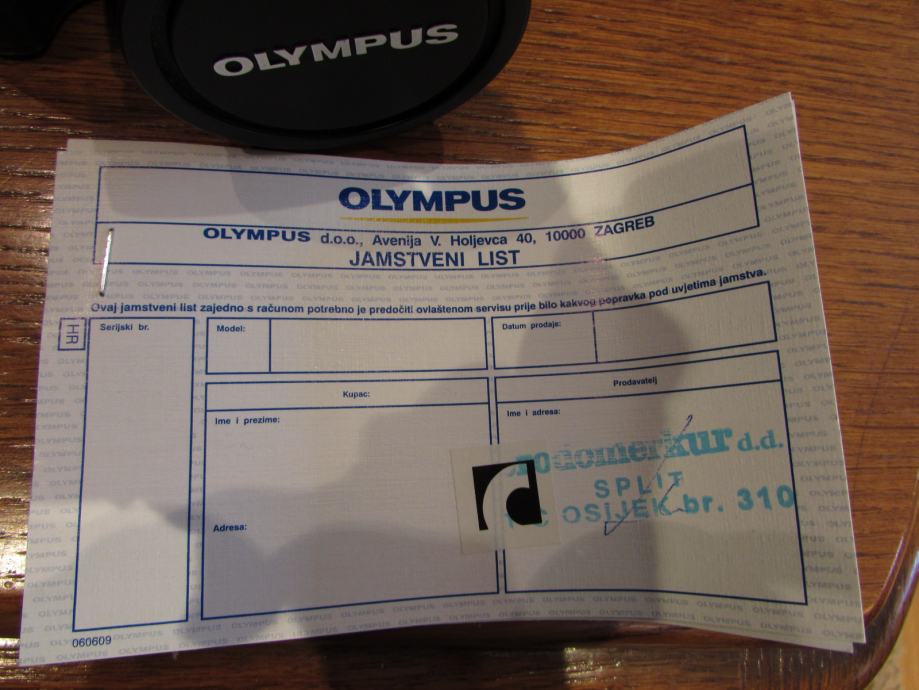 OLYMPUS
OLYMPUS
OLYMPUS d.o.o., Avenija V. Holjevca 40, 10000 ZAGREB
JAMSTVENI LIST
Ovaj jamstveni list zajedno s računom potrebno je predočiti ovlaštenom servisu prije bilo kakvog popravka pod uvjetima jamstva.
HR
Serijski br.
Model:
Datum prodaje:
Kupac:
Prodavatelj
Ime i prezime:
Ime i adresa:
rodomerkur d.d.
SPLIT
OSIJEK br. 310
Adresa:
060609